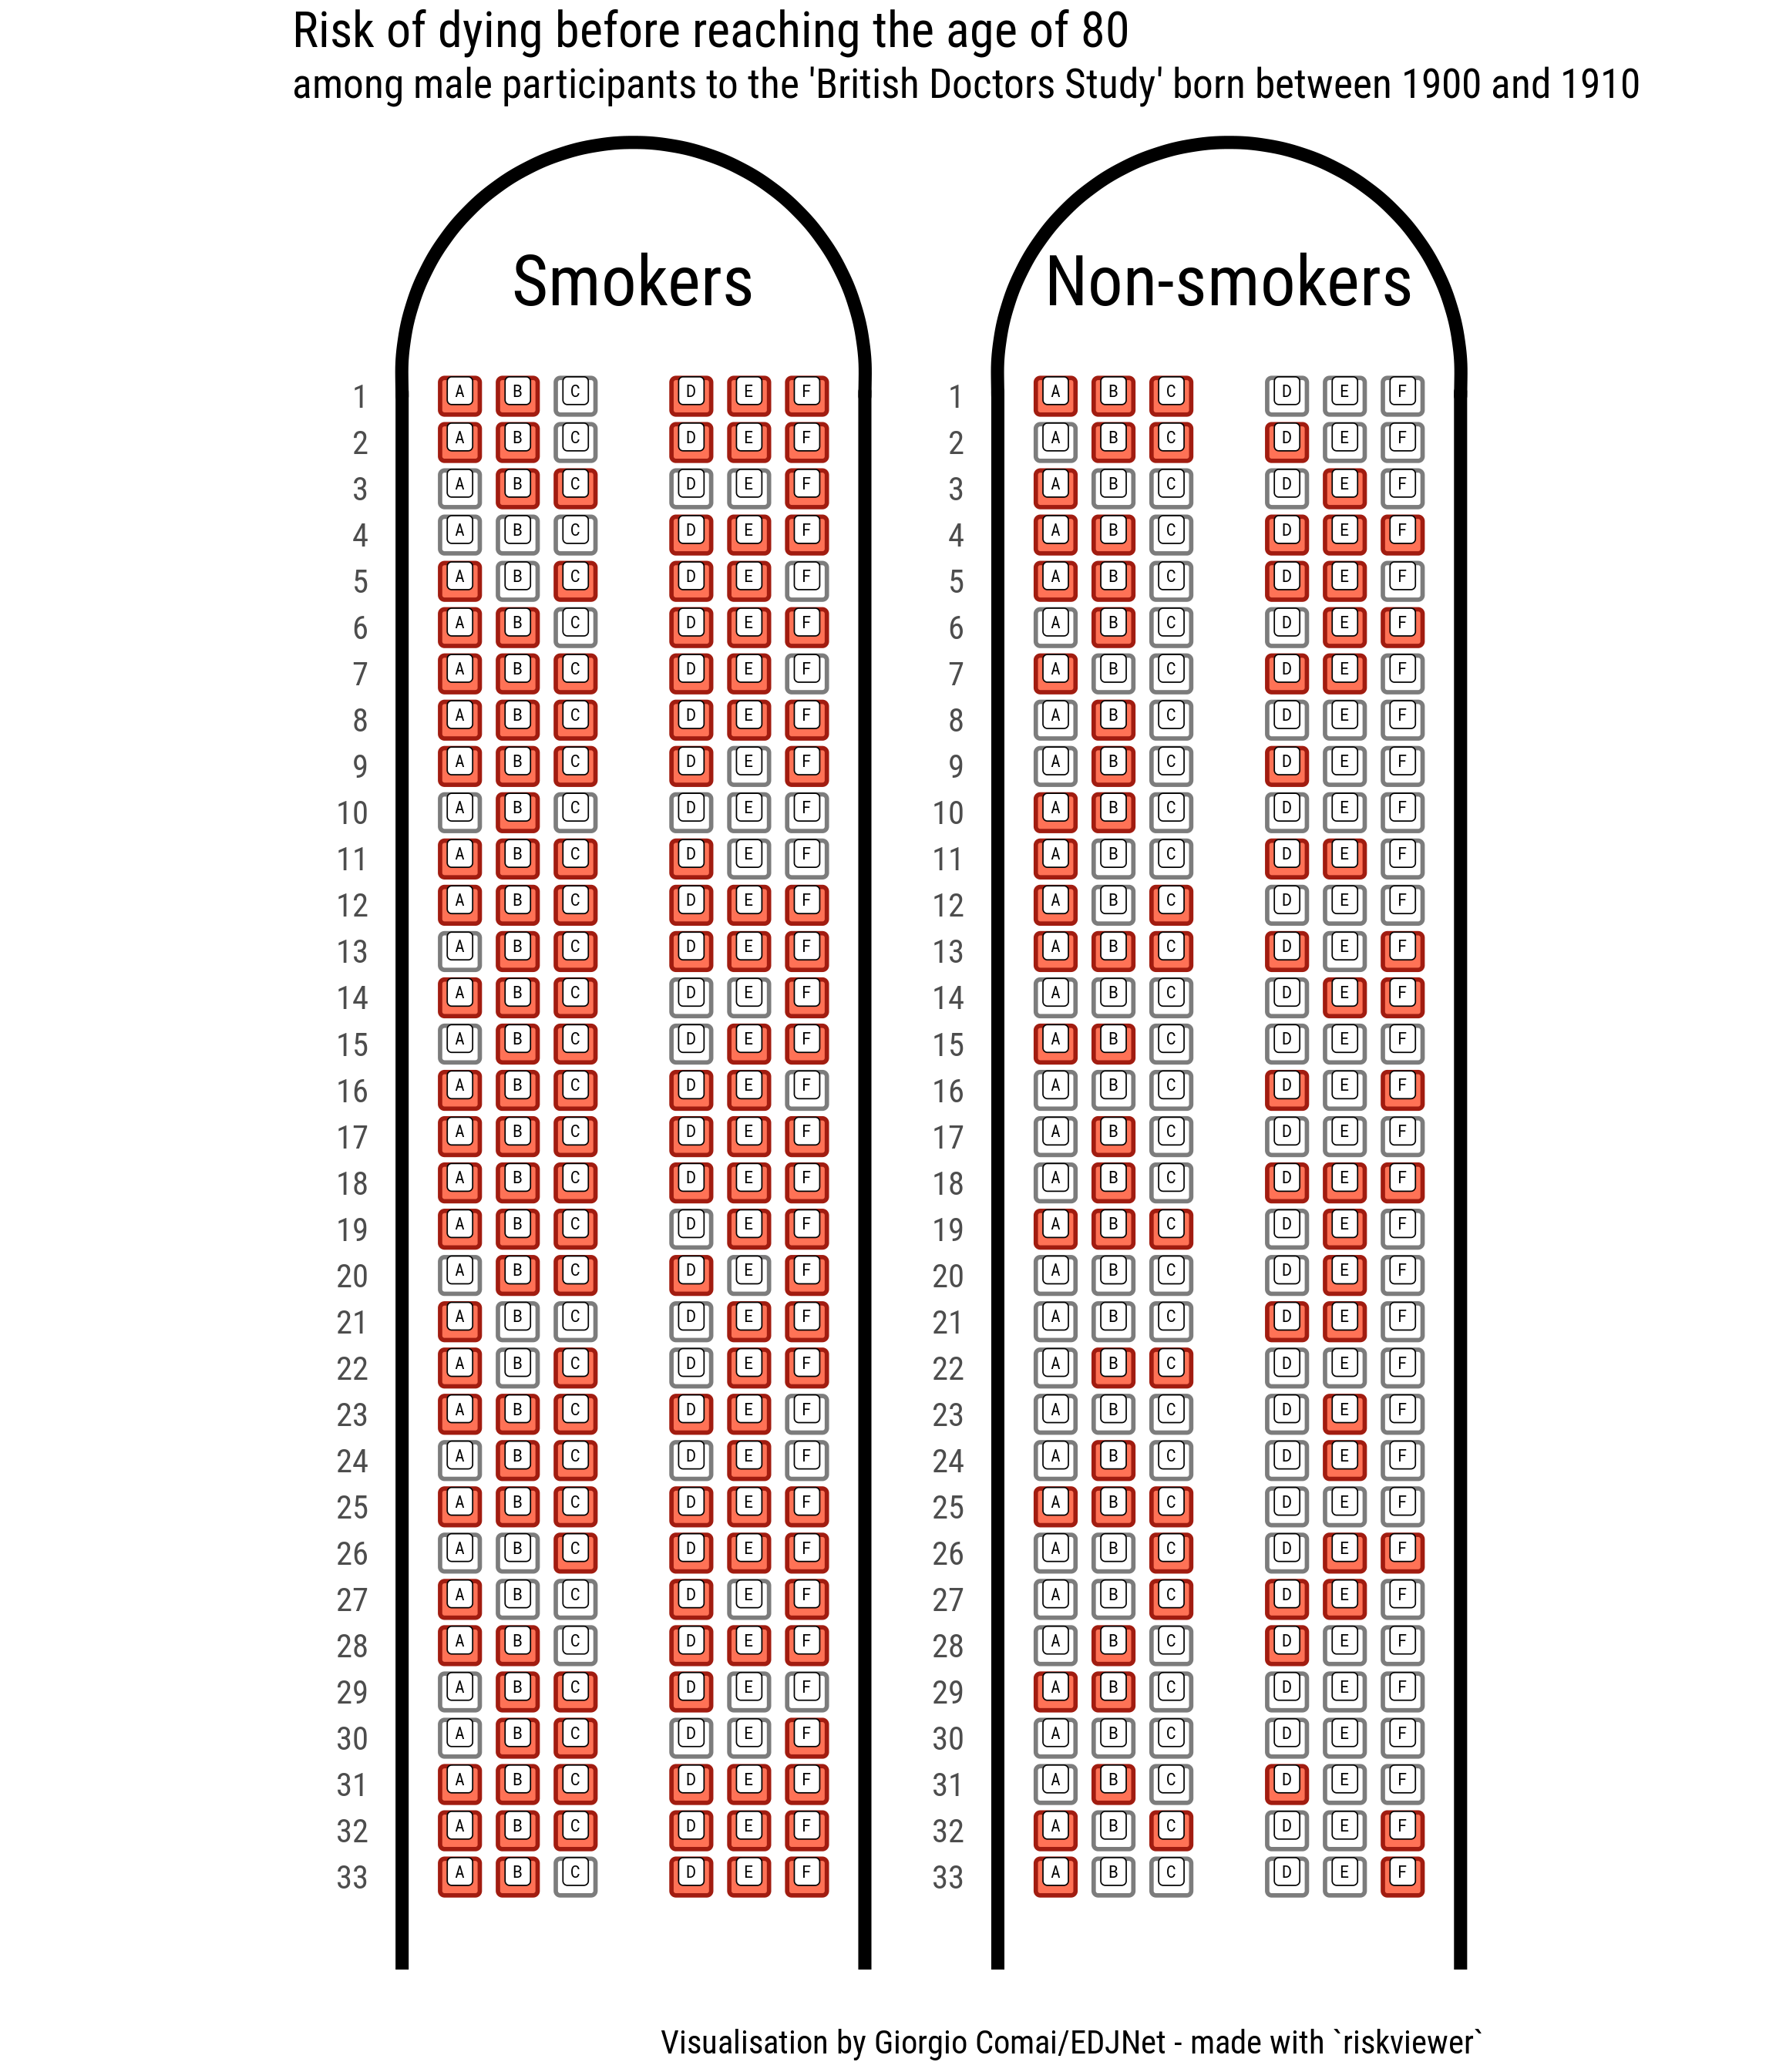 Risk of dying before reaching the age of 80
among male participants to the 'British Doctors Study' born between 1900 and 1910
Smokers Non-smokers
1 A B C D E F 1 A B C D E F
2 A B C D E F 2 A B C D E F
3 A B C D E F 3 A B C D E F
4 A B C D E F 4 A B C D E F
5 A B C D E F 5 A B C D E F
6 A B C D E F 6 A B C D E F
7 A B C D E F 7 A B C D E F
8 A B C D E F 8 A B C D E F
9 A B C D E F 9 A B C D E F
10 A B C D E F 10 A B C D E F
11 A B C D E F 11 A B C D E F
12 A B C D E F 12 A B C D E F
13 A B C D E F 13 A B C D E F
14 A B C D E F 14 A B C D E F
15 A B C D E F 15 A B C D E F
16 A B C D E F 16 A B C D E F
17 A B C D E F 17 A B C D E F
18 A B C D E F 18 A B C D E F
19 A B C D E F 19 A B C D E F
20 A B C D E F 20 A B C D E F
21 A B C D E F 21 A B C D E F
22 A B C D E F 22 A B C D E F
23 A B C D E F 23 A B C D E F
24 A B C D E F 24 A B C D E F
25 A B C D E F 25 A B C D E F
26 A B C D E F 26 A B C D E F
27 A B C D E F 27 A B C D E F
28 A B C D E F 28 A B C D E F
29 A B C D E F 29 A B C D E F
30 A B C D E F 30 A B C D E F
31 A B C D E F 31 A B C D E F
32 A B C D E F 32 A B C D E F
33 A B C D E F 33 A B C D E F
Visualisation by Giorgio Comai/EDJNet - made with `riskviewer`